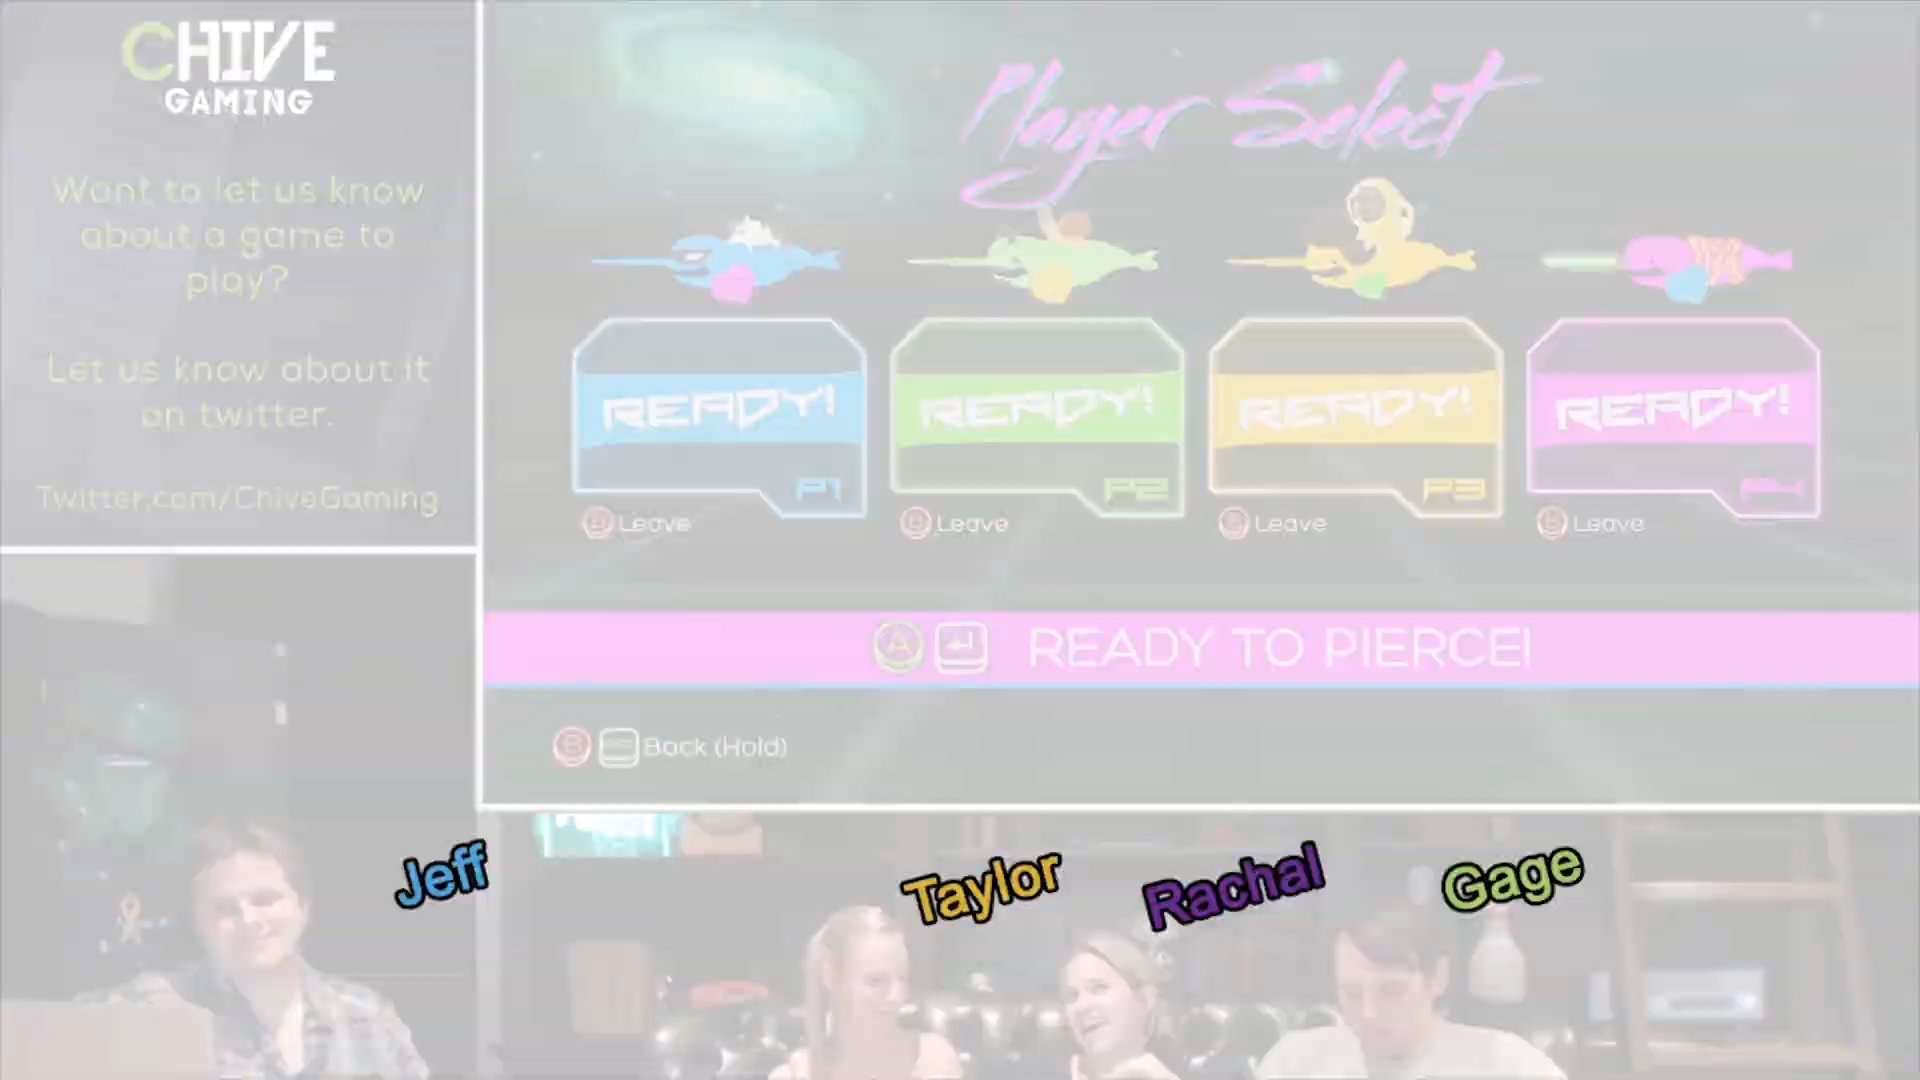 CHIVE
GAMING
Want to let us know
about a game to
play?
Let us know about it
on twitter.
Twitter.com/ChiveGaming
Player Select
READY!
READY!
READY!
READY!
P1
P2
P3
P4
B Leave
B Leave
B Leave
B Leave
A READY TO PIERCE!
B Back (Hold)
Jeff
Taylor
Rachal
Gage